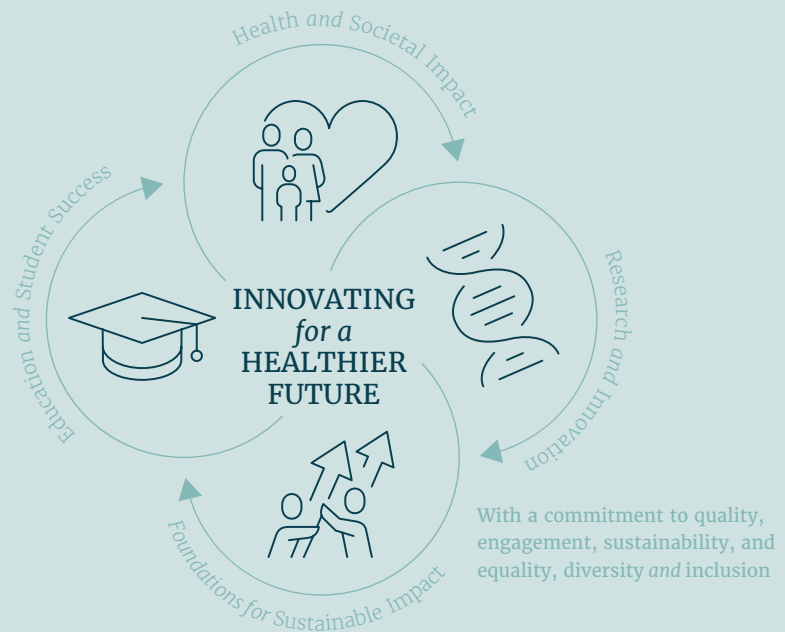 Health and Societal Impact
Education and Student Success
Research and Innovation
INNOVATING
for a
HEALTHIER
FUTURE
Foundations for Sustainable Impact
With a commitment to quality,
engagement, sustainability, and
equality, diversity and inclusion